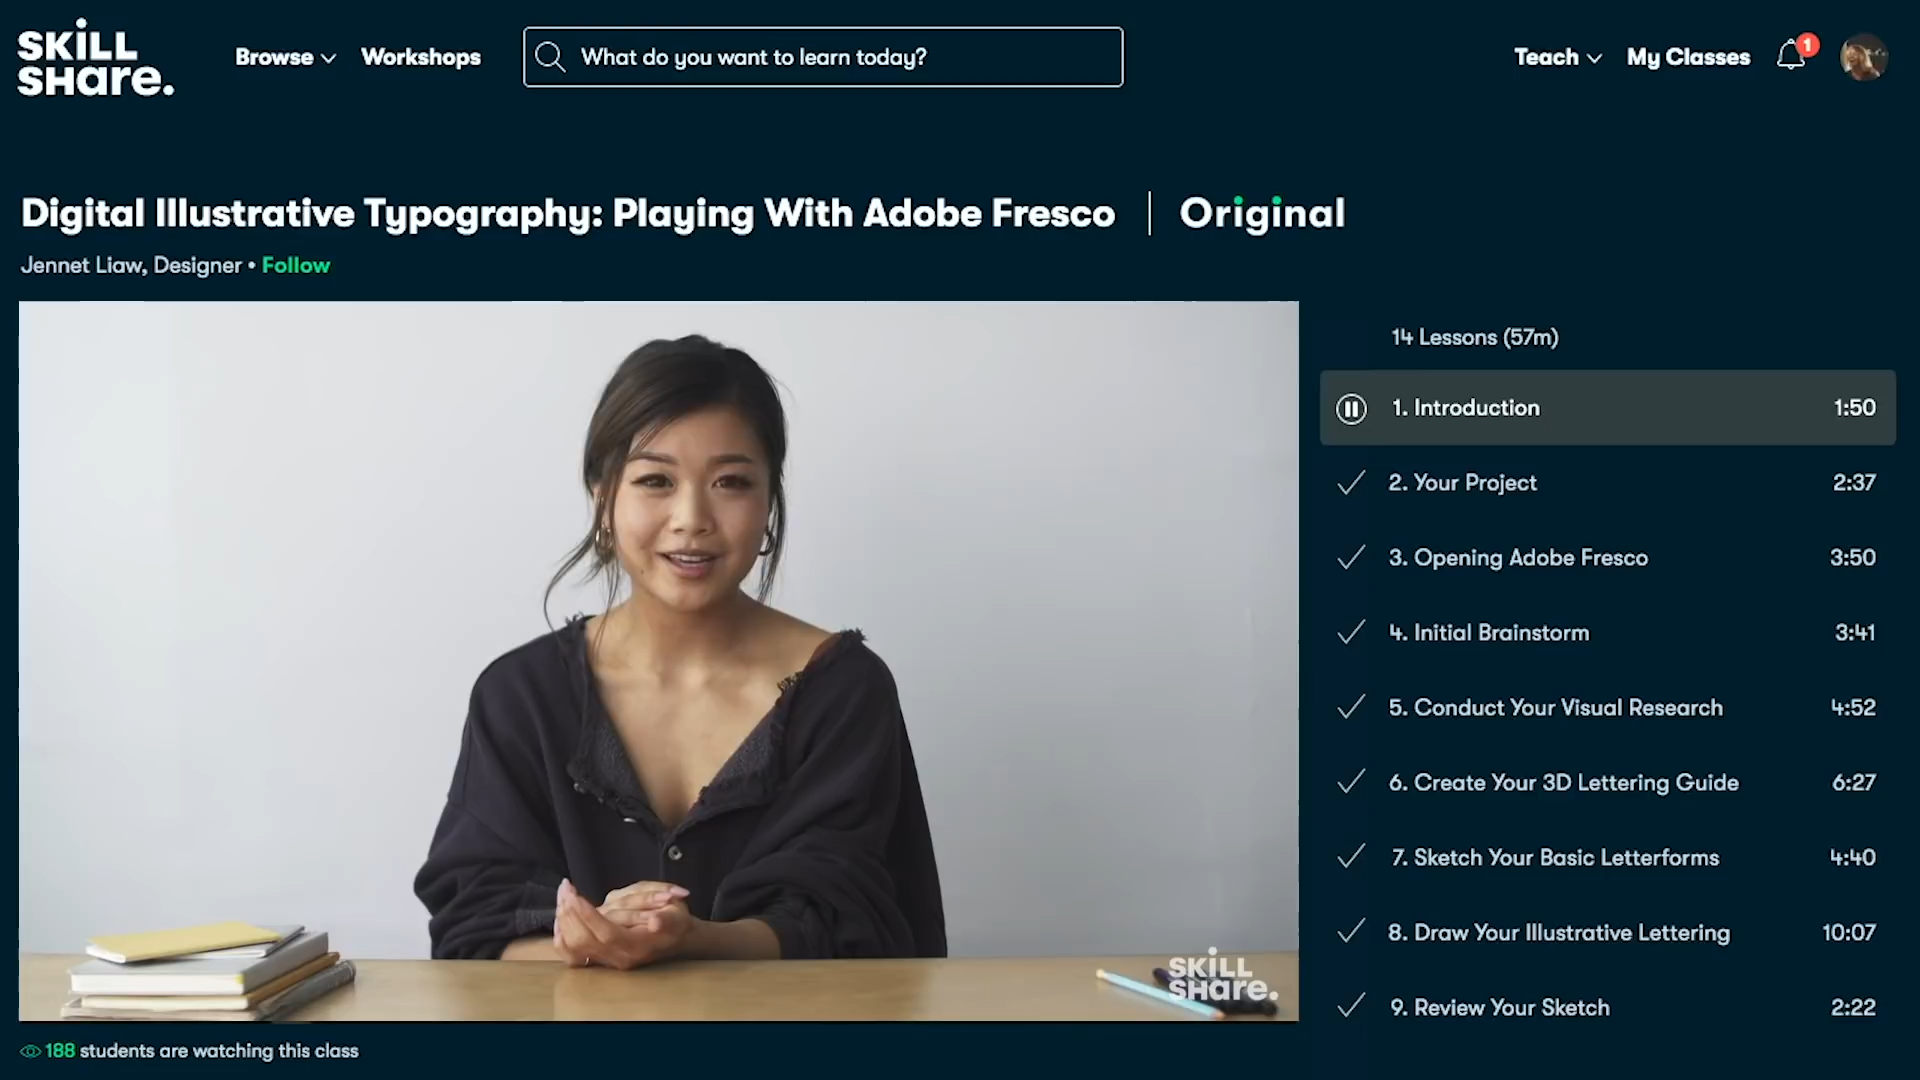 SKILL
SHare.
Browse
Workshops
What do you want to learn today?
Teach
My Classes
1
Digital Illustrative Typography: Playing With Adobe Fresco | Original
Jennet Liaw, Designer • Follow
14 Lessons (57m)
1. Introduction 1:50
2. Your Project 2:37
3. Opening Adobe Fresco 3:50
4. Initial Brainstorm 3:41
5. Conduct Your Visual Research 4:52
6. Create Your 3D Lettering Guide 6:27
7. Sketch Your Basic Letterforms 4:40
8. Draw Your Illustrative Lettering 10:07
9. Review Your Sketch 2:22
SKILL
SHare.
188 students are watching this class